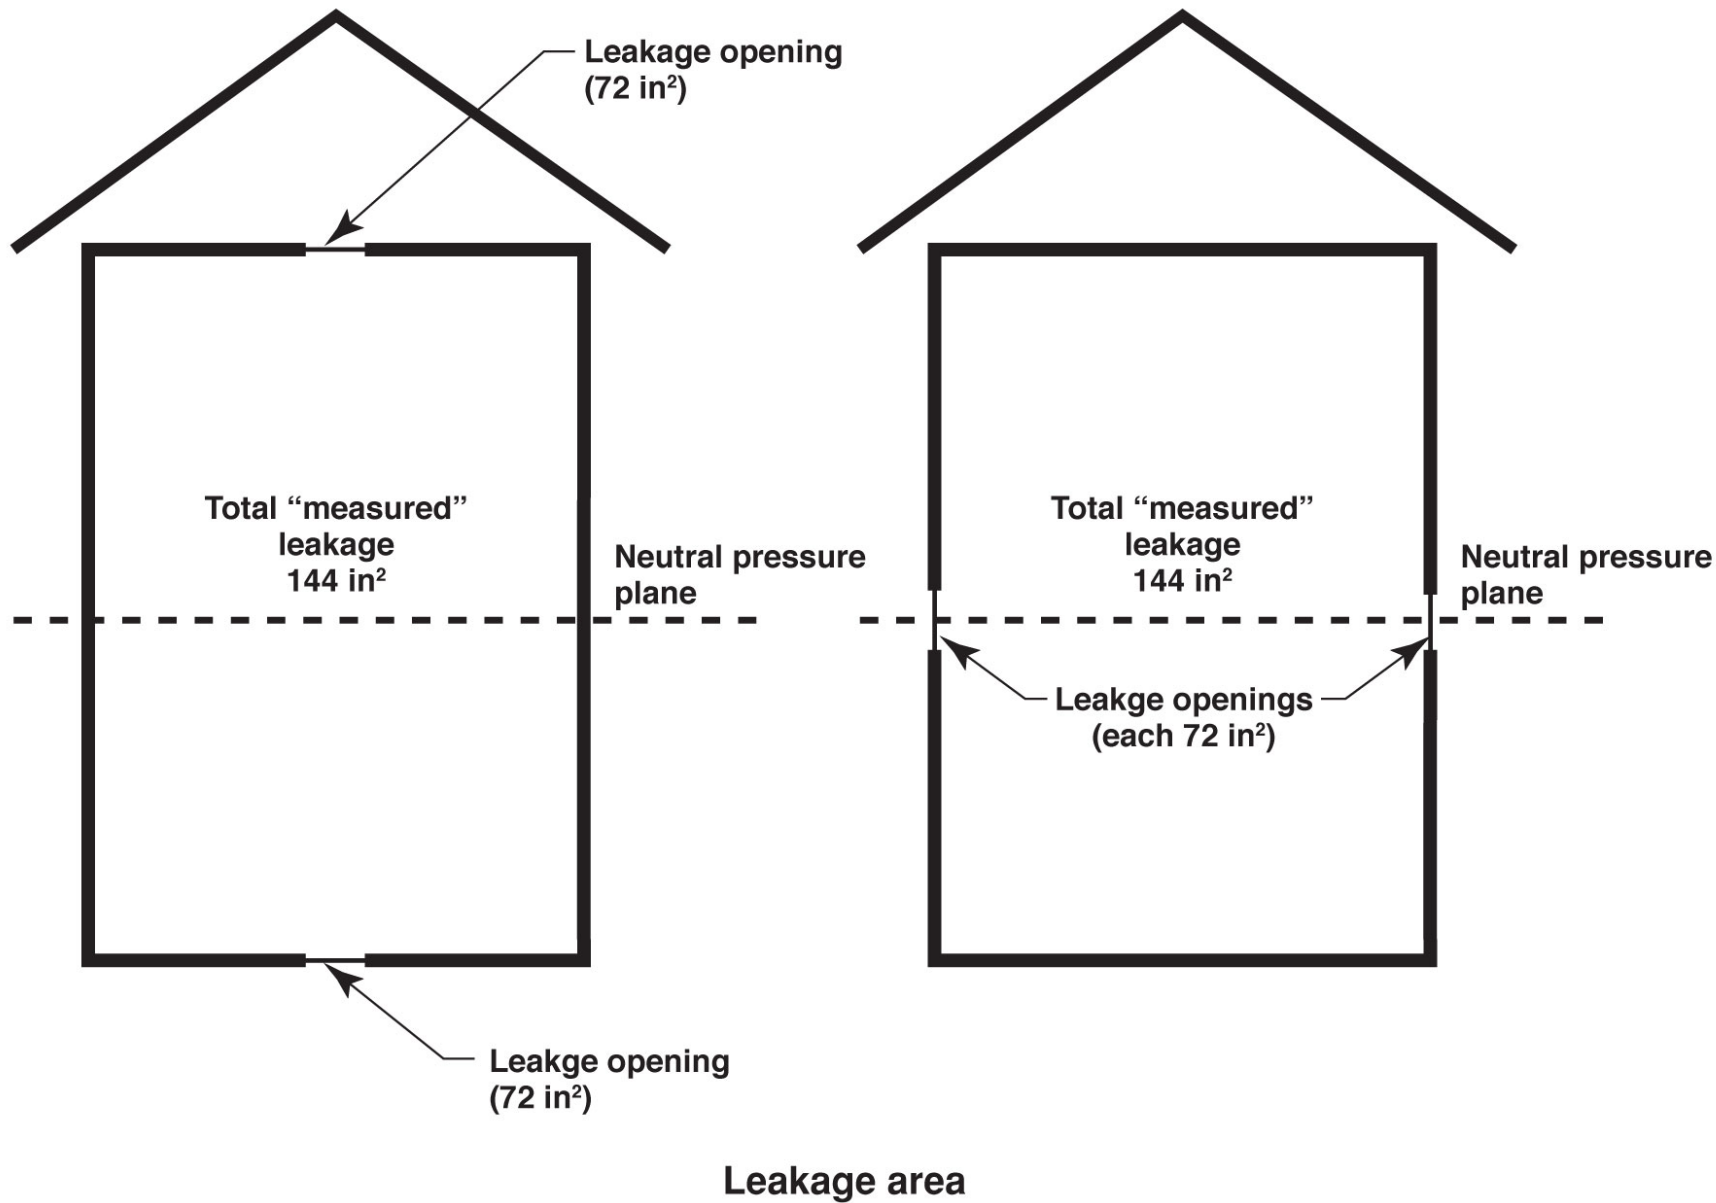 Leakage opening
(72 in²)
Total “measured”
leakage
144 in²
Neutral pressure
plane
Leakge opening
(72 in²)
Total “measured”
leakage
144 in²
Neutral pressure
plane
Leakge openings
(each 72 in²)
Leakage area